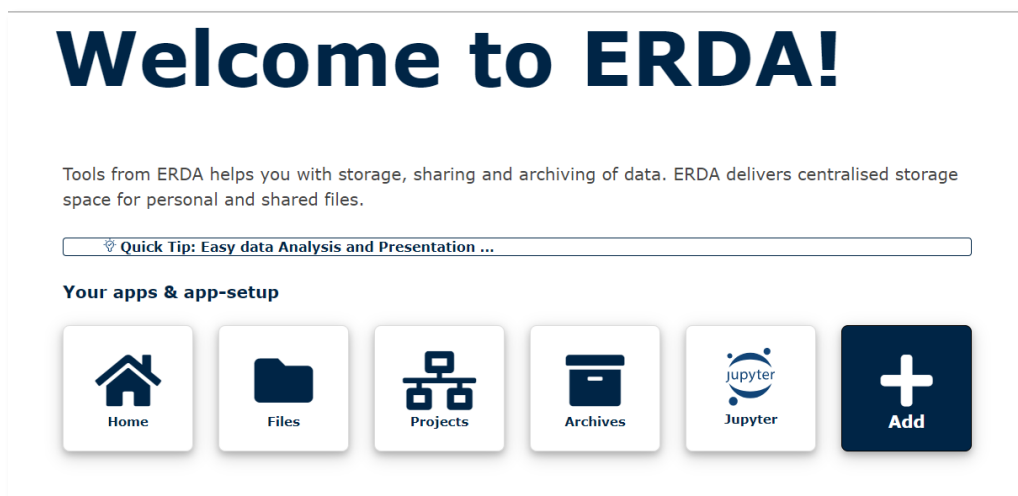 Welcome to ERDA!
Tools from ERDA helps you with storage, sharing and archiving of data. ERDA delivers centralised storage
space for personal and shared files.
Quick Tip: Easy data Analysis and Presentation ...
Your apps & app-setup
Home
Files
Projects
Archives
jupyter
Jupyter
Add